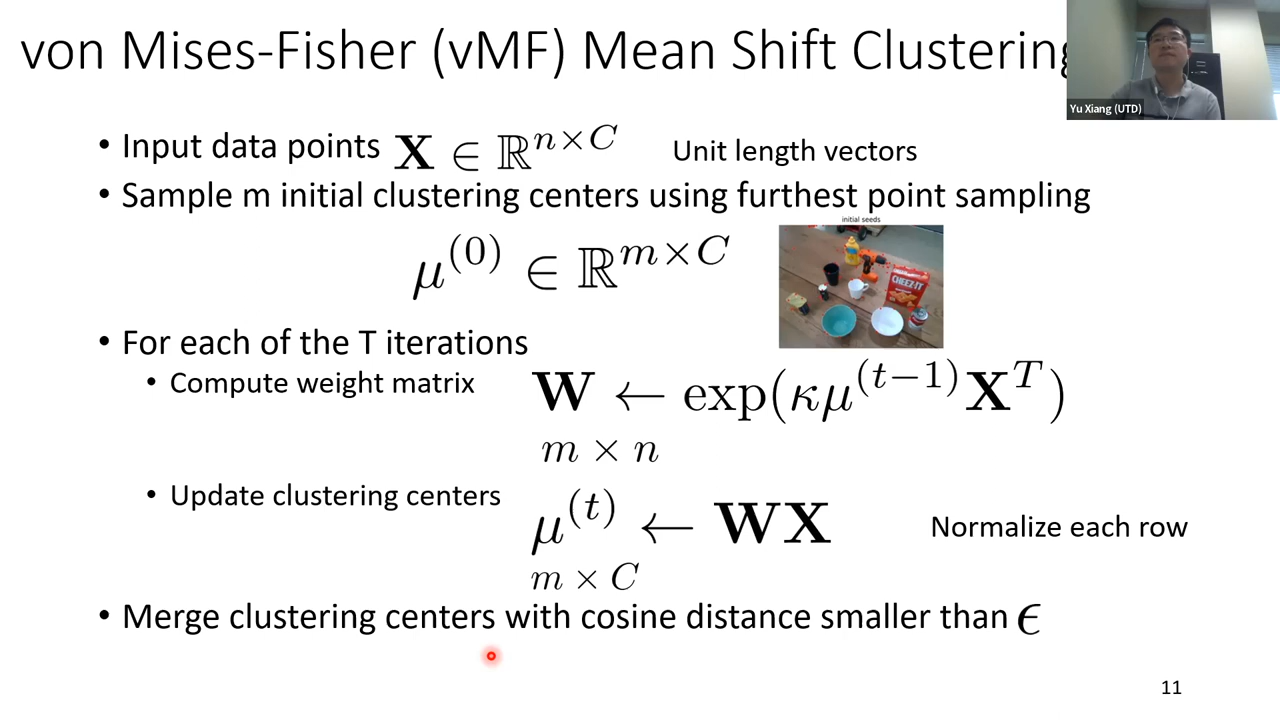 von Mises-Fisher (vMF) Mean Shift Clustering
Yu Xiang (UTD)
• Input data points X ∈ ℝ^{n×C} Unit length vectors
• Sample m initial clustering centers using furthest point sampling
initial seeds
μ^{(0)} ∈ ℝ^{m×C}
CHEEZ-IT
• For each of the T iterations
• Compute weight matrix W ← exp(κμ^{(t−1)}X^T)
m × n
• Update clustering centers μ^{(t)} ← WX Normalize each row
m × C
• Merge clustering centers with cosine distance smaller than ϵ
11